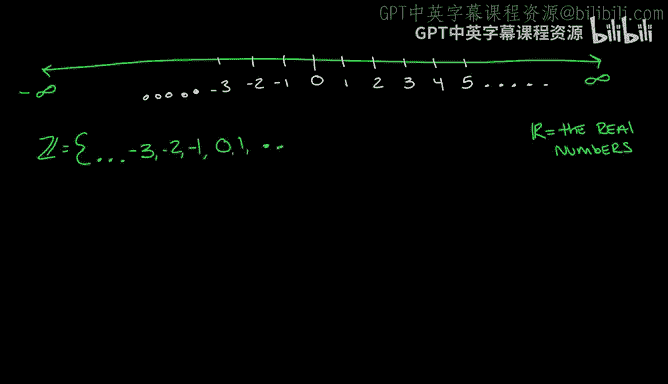 GPT中英字幕课程资源@bilibili
GPT中英字幕课程资源 bilibili
-∞ ..... -3 -2 -1 0 1 2 3 4 5 ..... ∞
ℤ={ ... -3, -2, -1, 0, 1, ..
ℝ = THE REAL
NUMBERS